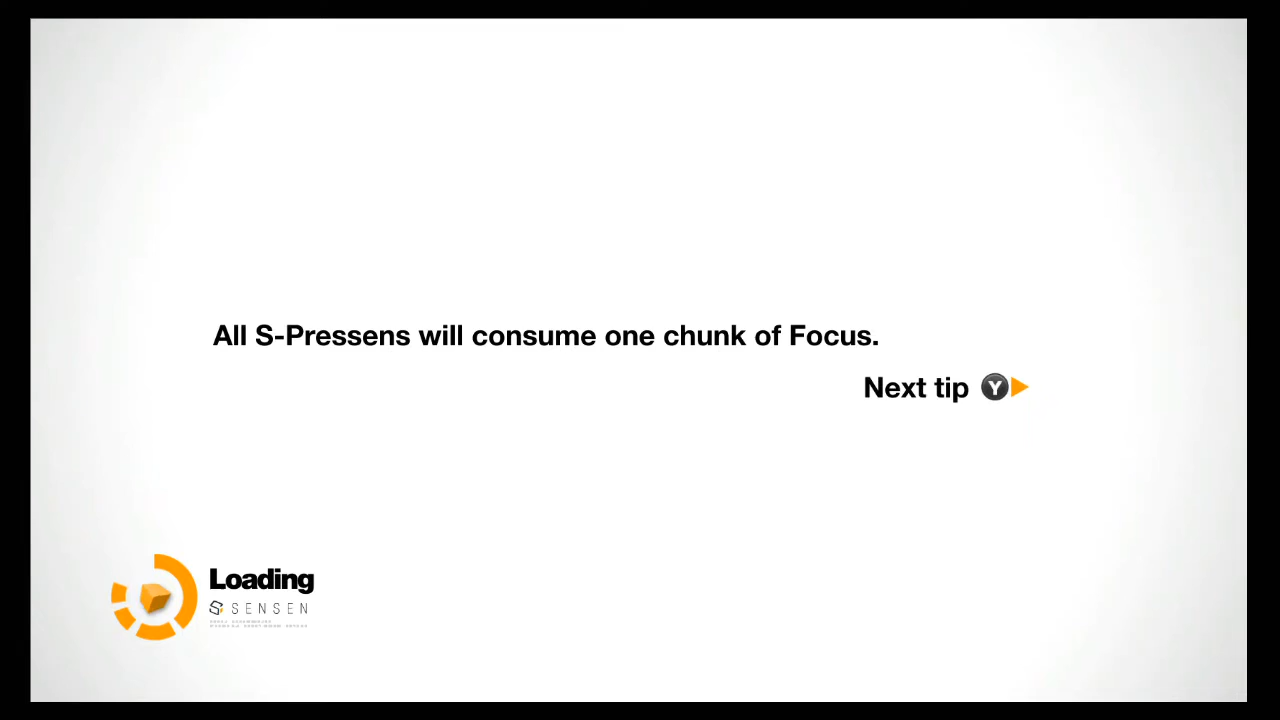 All S-Pressens will consume one chunk of Focus.
Next tip Y
Loading
SENSEN